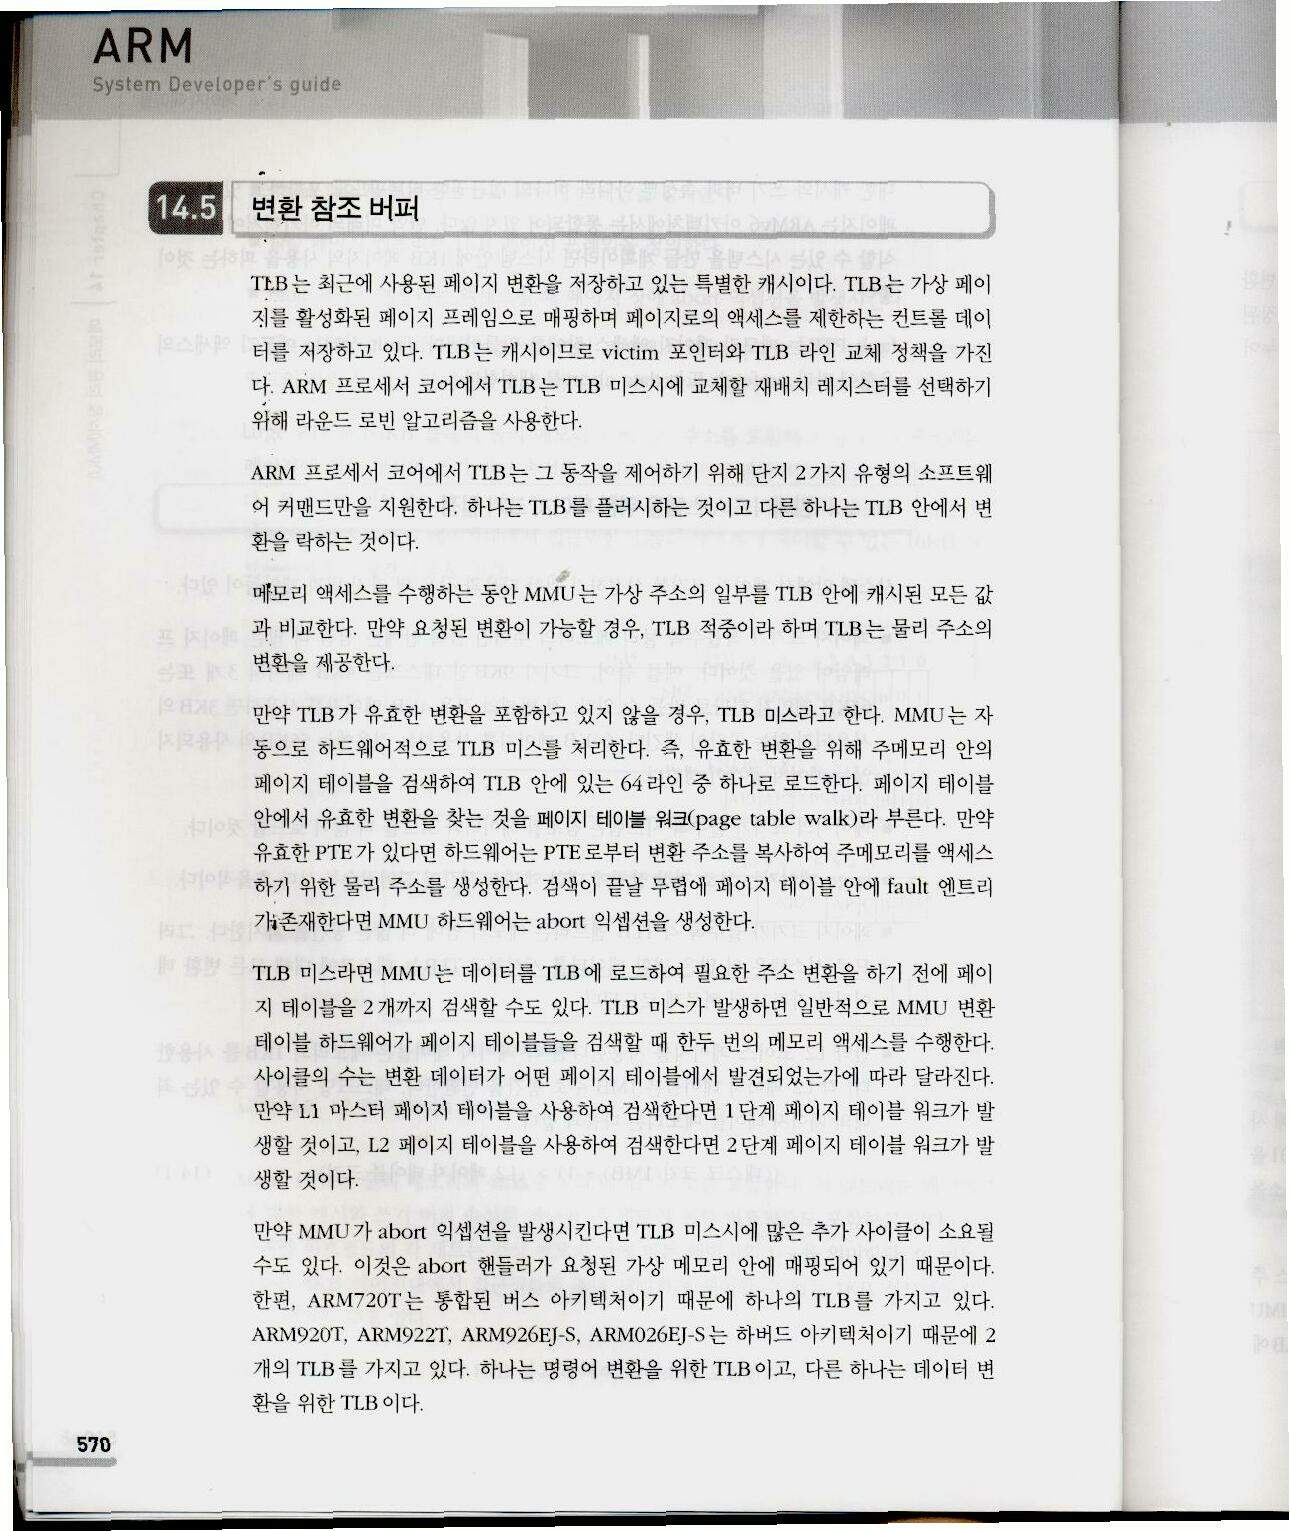 ARM
System Developer's guide
14.5 변환 참조 버퍼
TLB는 최근에 사용된 페이지 변환을 저장하고 있는 특별한 캐시이다. TLB는 가상 페이
지를 활성화된 페이지 프레임으로 매핑하며 페이지로의 액세스를 제한하는 컨트롤 데이
터를 저장하고 있다. TLB는 캐시이므로 victim 포인터와 TLB 라인 교체 정책을 가진
다. ARM 프로세서 코어에서 TLB는 TLB 미스시에 교체할 재배치 레지스터를 선택하기
위해 라운드 로빈 알고리즘을 사용한다.
ARM 프로세서 코어에서 TLB는 그 동작을 제어하기 위해 단지 2가지 유형의 소프트웨
어 커맨드만을 지원한다. 하나는 TLB를 플러시하는 것이고 다른 하나는 TLB 안에서 변
환을 락하는 것이다.
메모리 액세스를 수행하는 동안 MMU는 가상 주소의 일부를 TLB 안에 캐시된 모든 값
과 비교한다. 만약 요청된 변환이 가능할 경우, TLB 적중이라 하며 TLB는 물리 주소의
변환을 제공한다.
만약 TLB가 유효한 변환을 포함하고 있지 않을 경우, TLB 미스라고 한다. MMU는 자
동으로 하드웨어적으로 TLB 미스를 처리한다. 즉, 유효한 변환을 위해 주메모리 안의
페이지 테이블을 검색하여 TLB 안에 있는 64라인 중 하나로 로드한다. 페이지 테이블
안에서 유효한 변환을 찾는 것을 페이지 테이블 워크(page table walk)라 부른다. 만약
유효한 PTE가 있다면 하드웨어는 PTE로부터 변환 주소를 복사하여 주메모리를 액세스
하기 위한 물리 주소를 생성한다. 검색이 끝날 무렵에 페이지 테이블 안에 fault 엔트리
가 존재한다면 MMU 하드웨어는 abort 익셉션을 생성한다.
TLB 미스라면 MMU는 데이터를 TLB에 로드하여 필요한 주소 변환을 하기 전에 페이
지 테이블을 2개까지 검색할 수도 있다. TLB 미스가 발생하면 일반적으로 MMU 변환
테이블 하드웨어가 페이지 테이블들을 검색할 때 한두 번의 메모리 액세스를 수행한다.
사이클의 수는 변환 데이터가 어떤 페이지 테이블에서 발견되었는가에 따라 달라진다.
만약 L1 마스터 페이지 테이블을 사용하여 검색한다면 1단계 페이지 테이블 워크가 발
생할 것이고, L2 페이지 테이블을 사용하여 검색한다면 2단계 페이지 테이블 워크가 발
생할 것이다.
만약 MMU가 abort 익셉션을 발생시킨다면 TLB 미스시에 많은 추가 사이클이 소요될
수도 있다. 이것은 abort 핸들러가 요청된 가상 메모리 안에 매핑되어 있기 때문이다.
한편, ARM720T는 통합된 버스 아키텍처이기 때문에 하나의 TLB를 가지고 있다.
ARM920T, ARM922T, ARM926EJ-S, ARM026EJ-S는 하버드 아키텍처이기 때문에 2
개의 TLB를 가지고 있다. 하나는 명령어 변환을 위한 TLB이고, 다른 하나는 데이터 변
환을 위한 TLB이다.
570